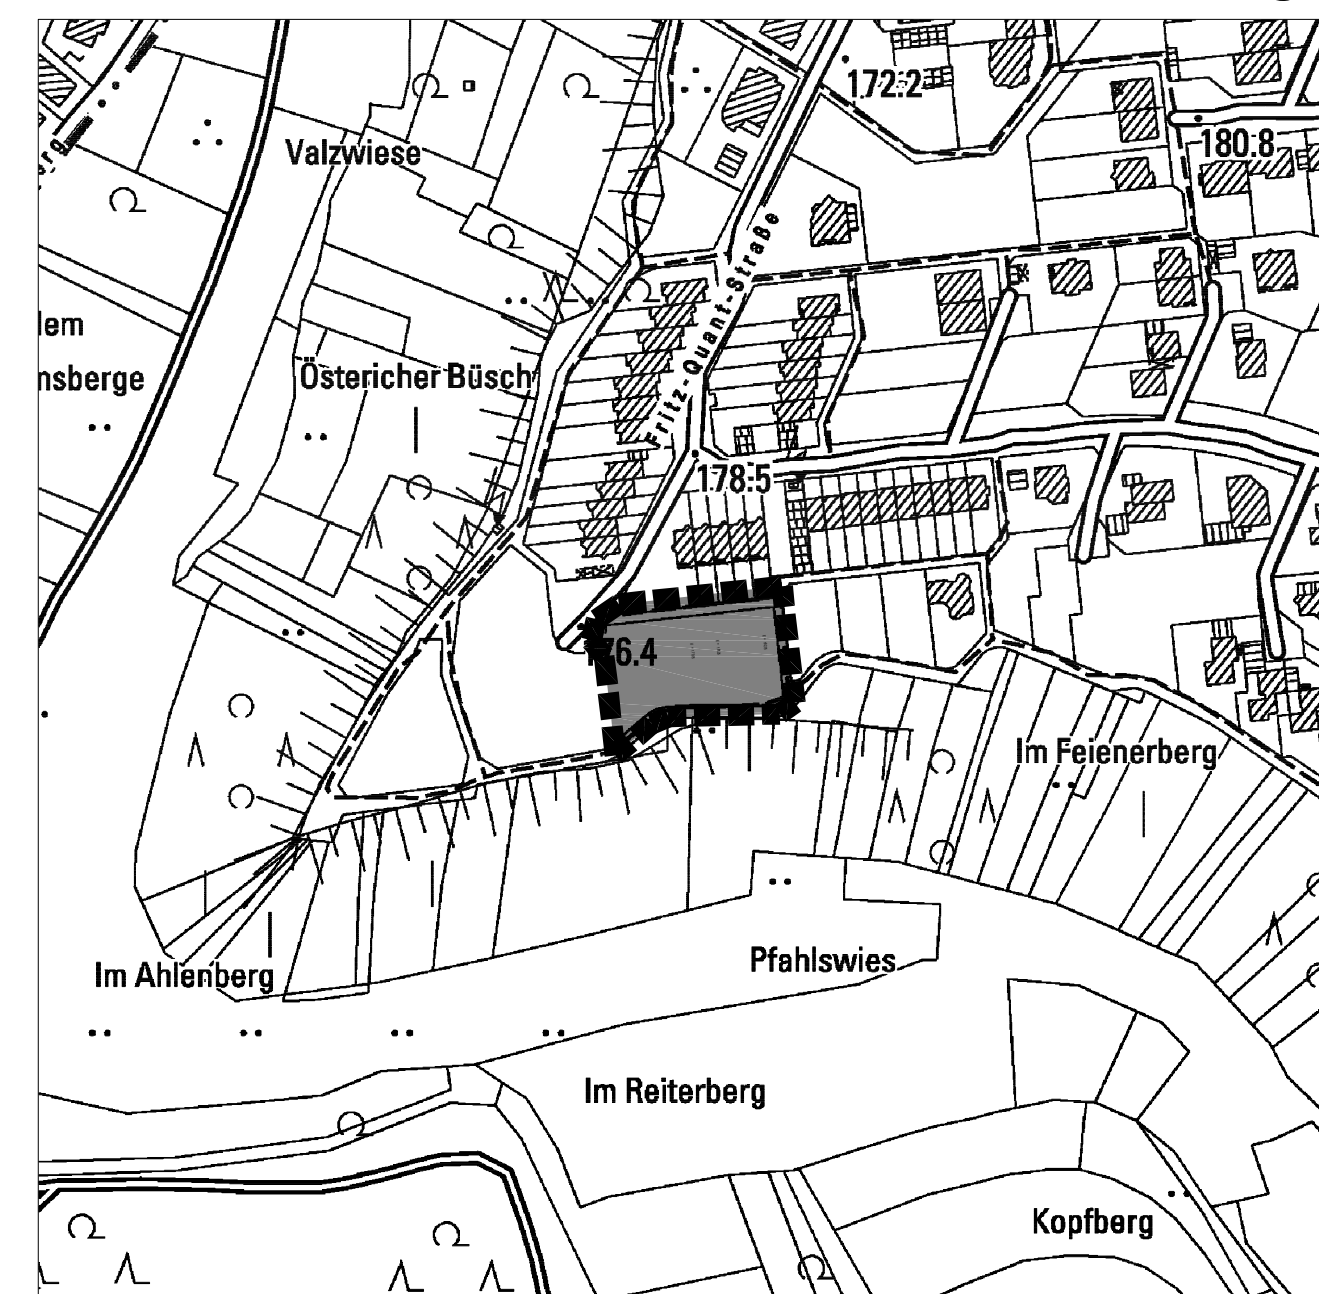 172.2
180.8
Valzwiese
Fritz-Quant-Straße
Östericher Büsch
nsberge
178.5
76.4
Im Feienerberg
Pfahlswies
Im Ahlenberg
Im Reiterberg
Kopfberg